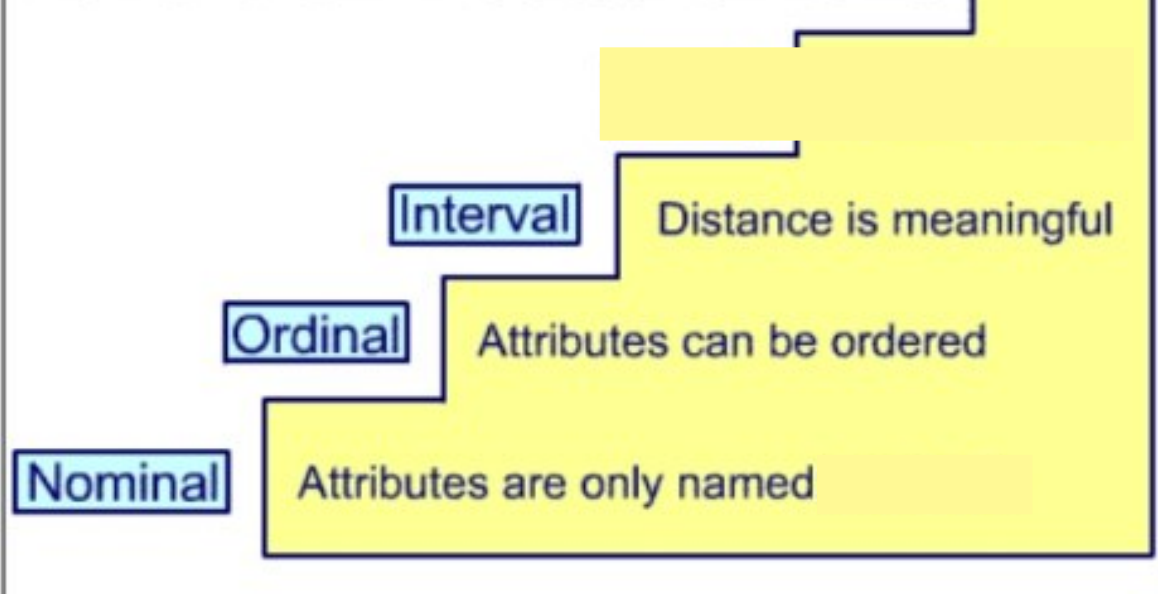 Interval Distance is meaningful
Ordinal Attributes can be ordered
Nominal Attributes are only named